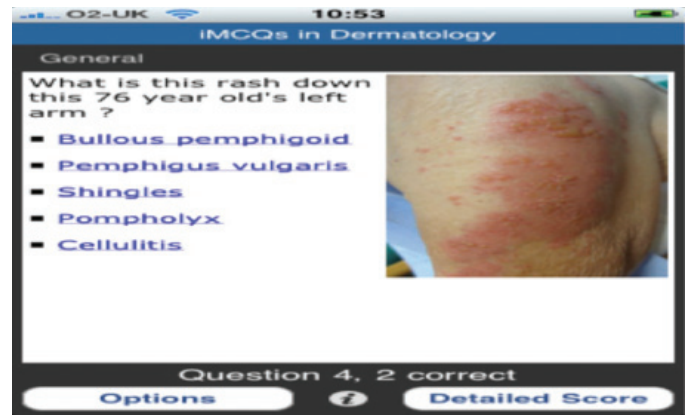 O2-UK 10:53
iMCQs in Dermatology
General
What is this rash down
this 76 year old's left
arm ?
Bullous pemphigoid
Pemphigus vulgaris
Shingles
Pompholyx
Cellulitis
Question 4, 2 correct
Options i Detailed Score